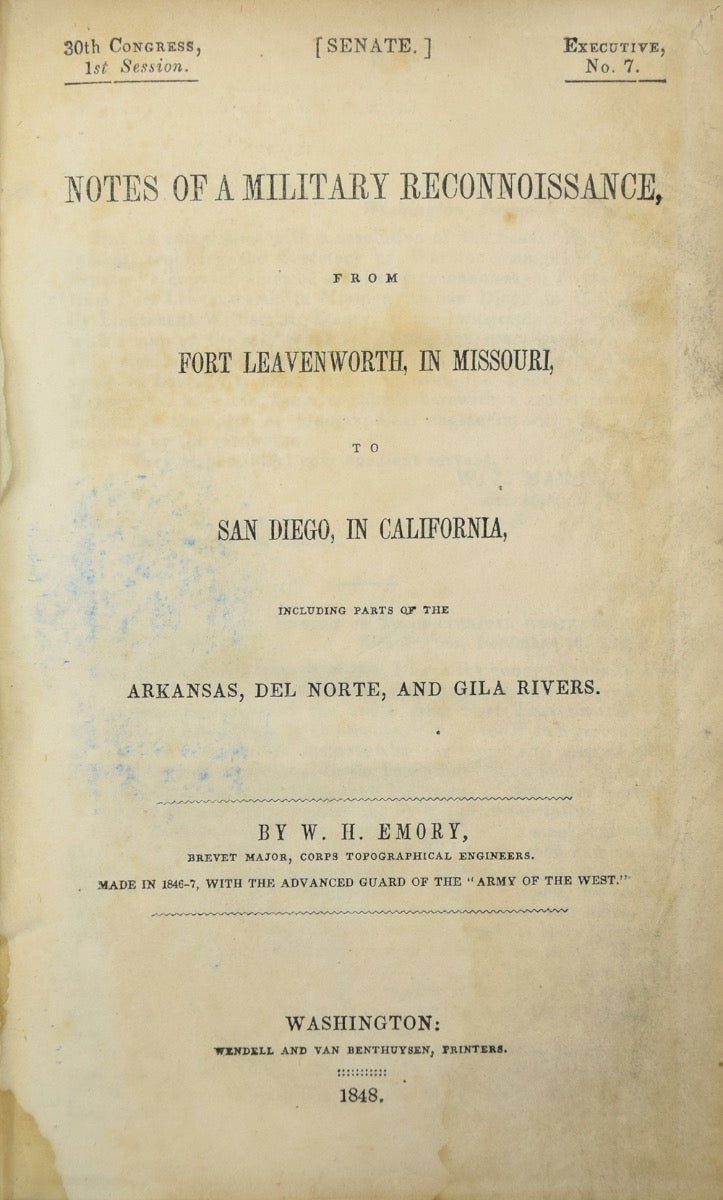 30th Congress, [SENATE.] Executive,
1st Session. No. 7.
NOTES OF A MILITARY RECONNOISSANCE,
FROM
FORT LEAVENWORTH, IN MISSOURI,
TO
SAN DIEGO, IN CALIFORNIA,
INCLUDING PARTS OF THE
ARKANSAS, DEL NORTE, AND GILA RIVERS.
BY W. H. EMORY,
BREVET MAJOR, CORPS TOPOGRAPHICAL ENGINEERS.
MADE IN 1846-7, WITH THE ADVANCED GUARD OF THE "ARMY OF THE WEST."
WASHINGTON:
WENDELL AND VAN BENTHUYSEN, PRINTERS.
1848.